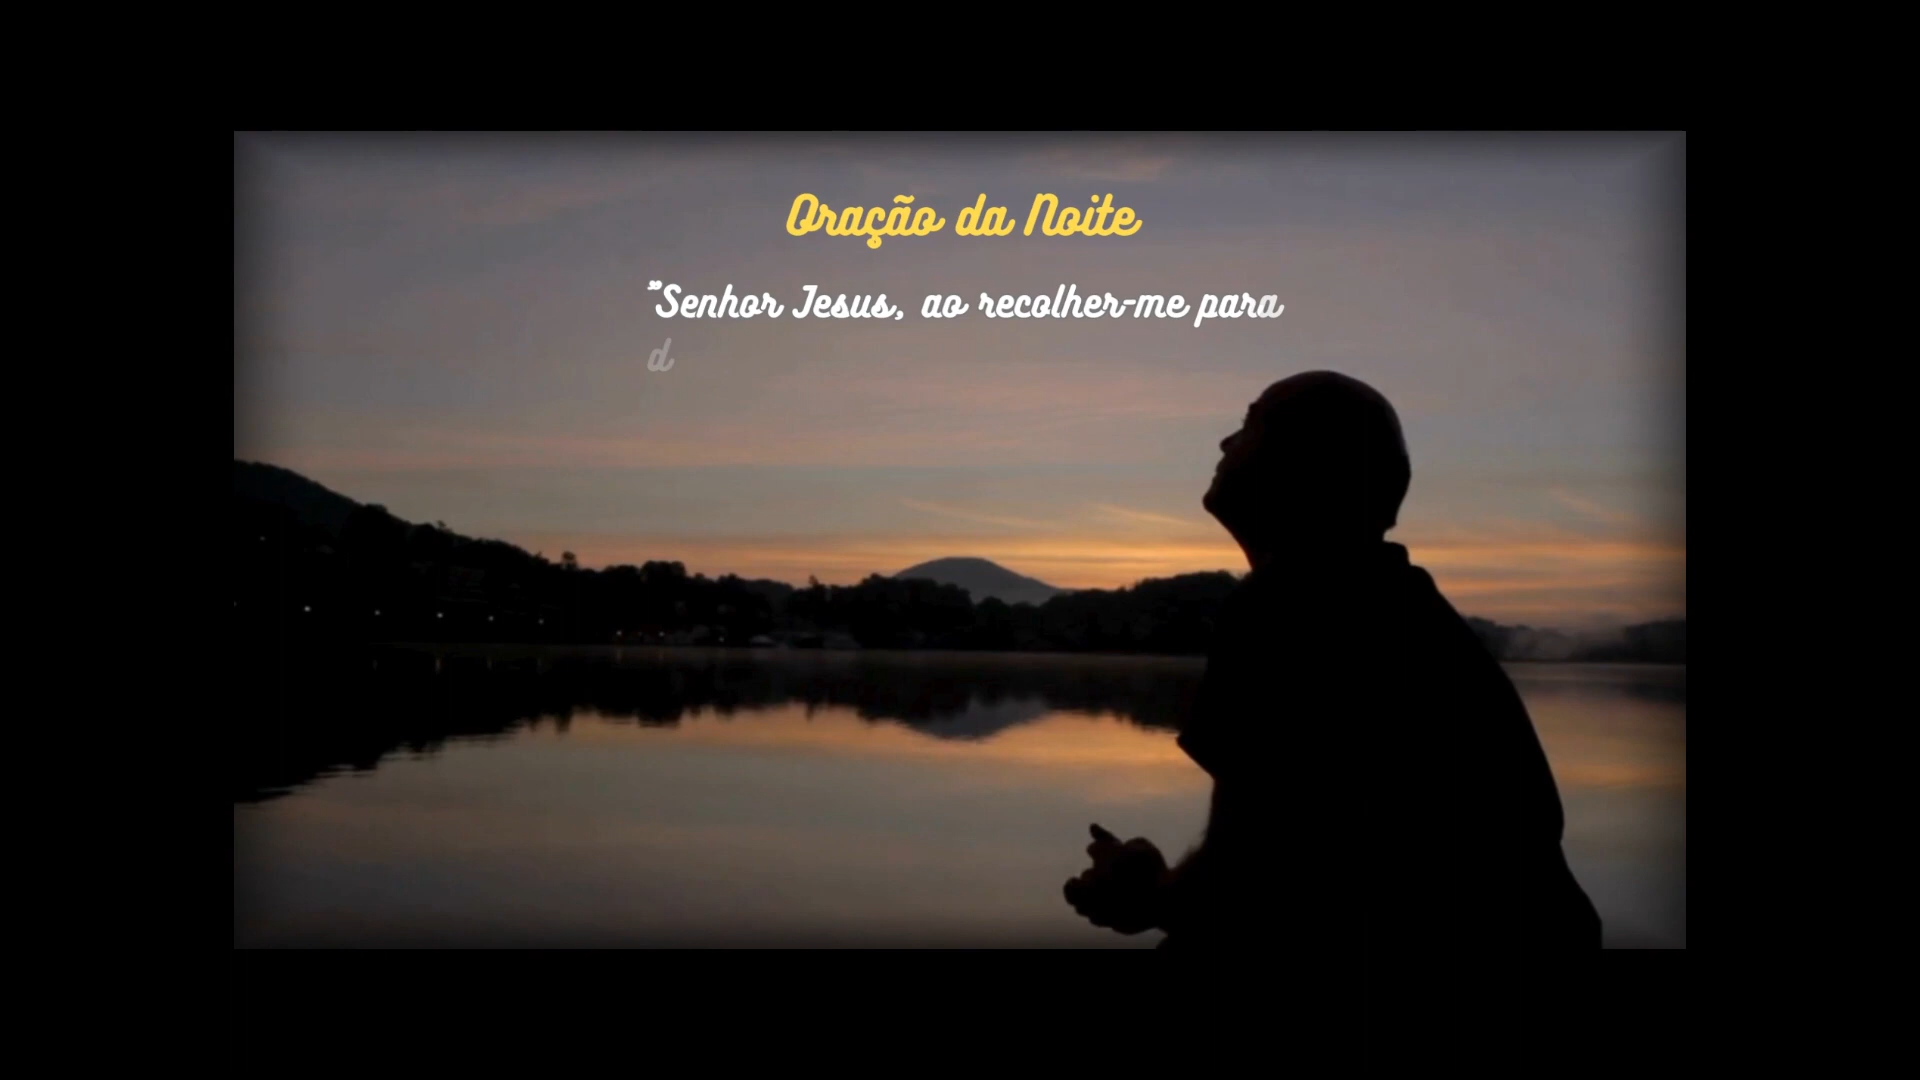 Oração da Noite
"Senhor Jesus, ao recolher-me para
d